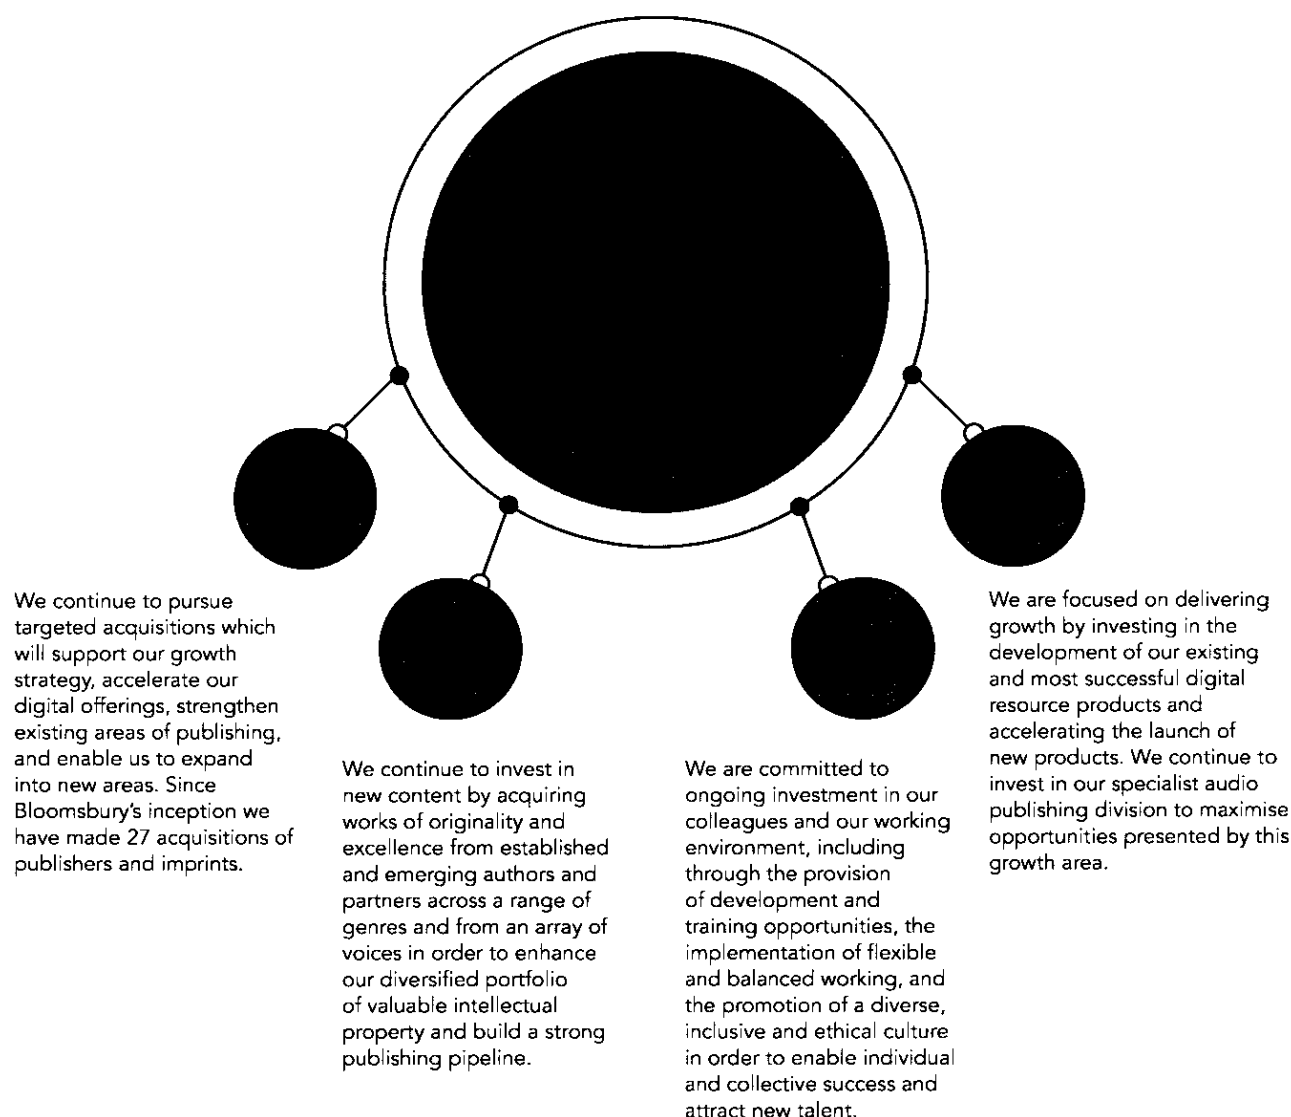 We continue to pursue
targeted acquisitions which
will support our growth
strategy, accelerate our
digital offerings, strengthen
existing areas of publishing,
and enable us to expand
into new areas. Since
Bloomsbury's inception we
have made 27 acquisitions of
publishers and imprints.
We continue to invest in
new content by acquiring
works of originality and
excellence from established
and emerging authors and
partners across a range of
genres and from an array of
voices in order to enhance
our diversified portfolio
of valuable intellectual
property and build a strong
publishing pipeline.
We are committed to
ongoing investment in our
colleagues and our working
environment, including
through the provision
of development and
training opportunities, the
implementation of flexible
and balanced working, and
the promotion of a diverse,
inclusive and ethical culture
in order to enable individual
and collective success and
attract new talent.
We are focused on delivering
growth by investing in the
development of our existing
and most successful digital
resource products and
accelerating the launch of
new products. We continue to
invest in our specialist audio
publishing division to maximise
opportunities presented by this
growth area.